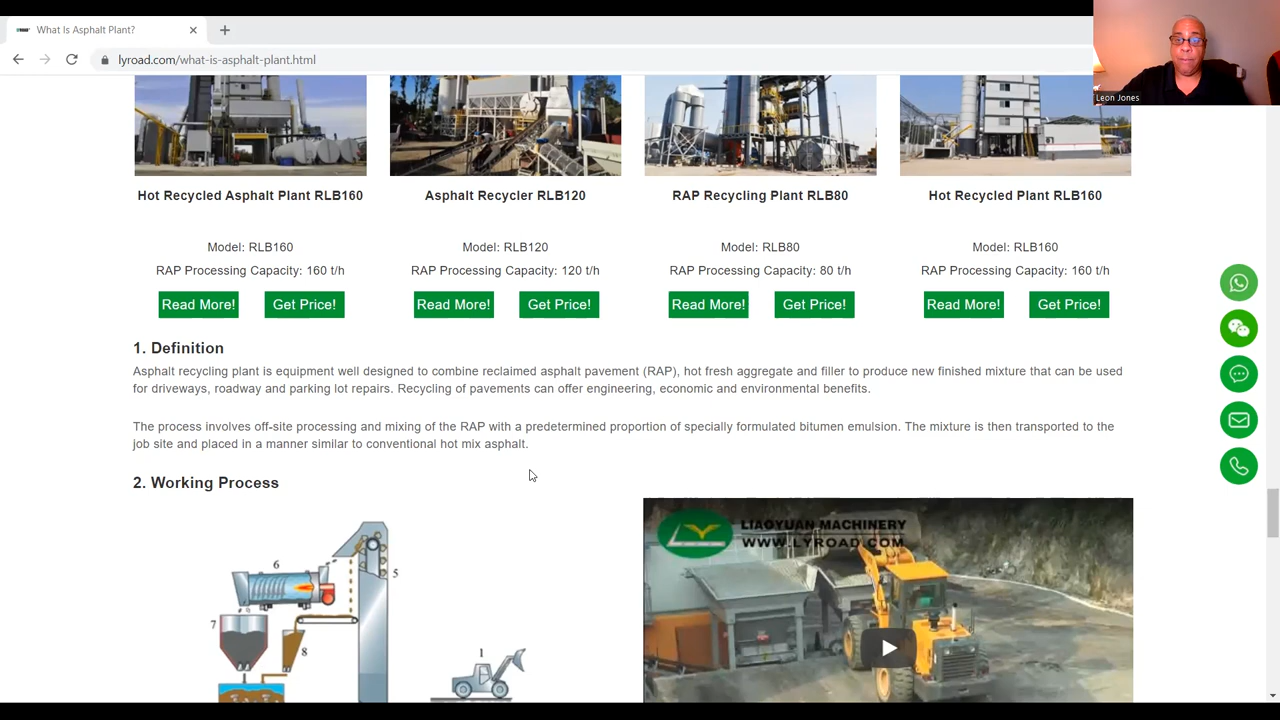 What Is Asphalt Plant?
lyroad.com/what-is-asphalt-plant.html
Leon Jones
Hot Recycled Asphalt Plant RLB160
Asphalt Recycler RLB120
RAP Recycling Plant RLB80
Hot Recycled Plant RLB160
Model: RLB160
Model: RLB120
Model: RLB80
Model: RLB160
RAP Processing Capacity: 160 t/h
RAP Processing Capacity: 120 t/h
RAP Processing Capacity: 80 t/h
RAP Processing Capacity: 160 t/h
Read More!
Get Price!
Read More!
Get Price!
Read More!
Get Price!
Read More!
Get Price!
1. Definition
Asphalt recycling plant is equipment well designed to combine reclaimed asphalt pavement (RAP), hot fresh aggregate and filler to produce new finished mixture that can be used
for driveways, roadway and parking lot repairs. Recycling of pavements can offer engineering, economic and environmental benefits.
The process involves off-site processing and mixing of the RAP with a predetermined proportion of specially formulated bitumen emulsion. The mixture is then transported to the
job site and placed in a manner similar to conventional hot mix asphalt.
2. Working Process
6
5
7
8
1
LIAOYUAN MACHINERY
WWW.LYROAD.COM